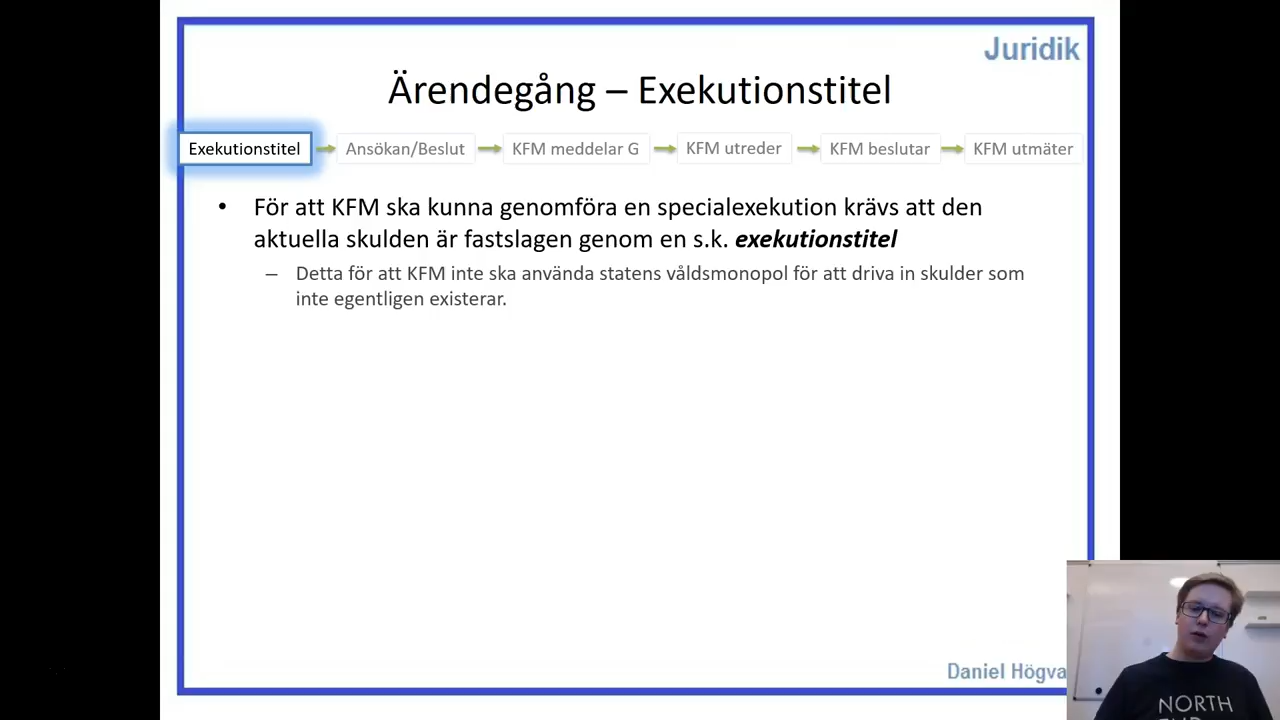 Juridik
Ärendegång – Exekutionstitel
Exekutionstitel
Ansökan/Beslut
KFM meddelar G
KFM utreder
KFM beslutar
KFM utmäter
• För att KFM ska kunna genomföra en specialexekution krävs att den
aktuella skulden är fastslagen genom en s.k. exekutionstitel
– Detta för att KFM inte ska använda statens våldsmonopol för att driva in skulder som
inte egentligen existerar.
Daniel Högva
NORTH